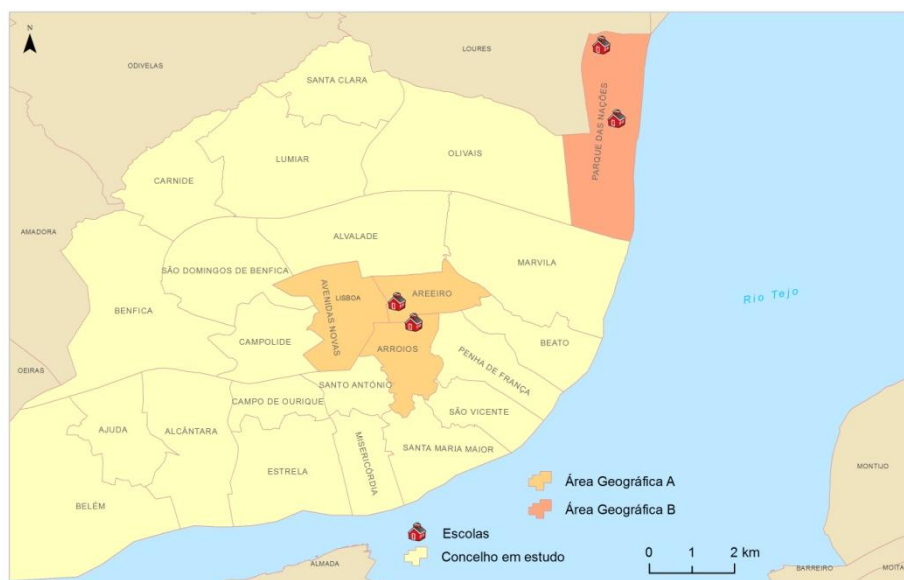 N
LOURES
ODIVELAS
SANTA CLARA
PARQUE DAS NAÇÕES
OLIVAIS
LUMIAR
CARNIDE
AMADORA
ALVALADE
MARVILA
SÃO DOMINGOS DE BENFICA
AREEIRO
LISBOA
AVENIDAS NOVAS
Rio Tejo
BENFICA
CAMPOLIDE
BEATO
ARROIOS
PENHA DE FRANÇA
OEIRAS
SANTO ANTÓNIO
CAMPO DE OURIQUE
SÃO VICENTE
AJUDA
ALCÂNTARA
MISERICÓRDIA
SANTA MARIA MAIOR
ESTRELA
MONTIJO
BELÉM
Área Geográfica A
Área Geográfica B
Escolas
Concelho em estudo
0 1 2 km
ALMADA
BARREIRO
MOITA